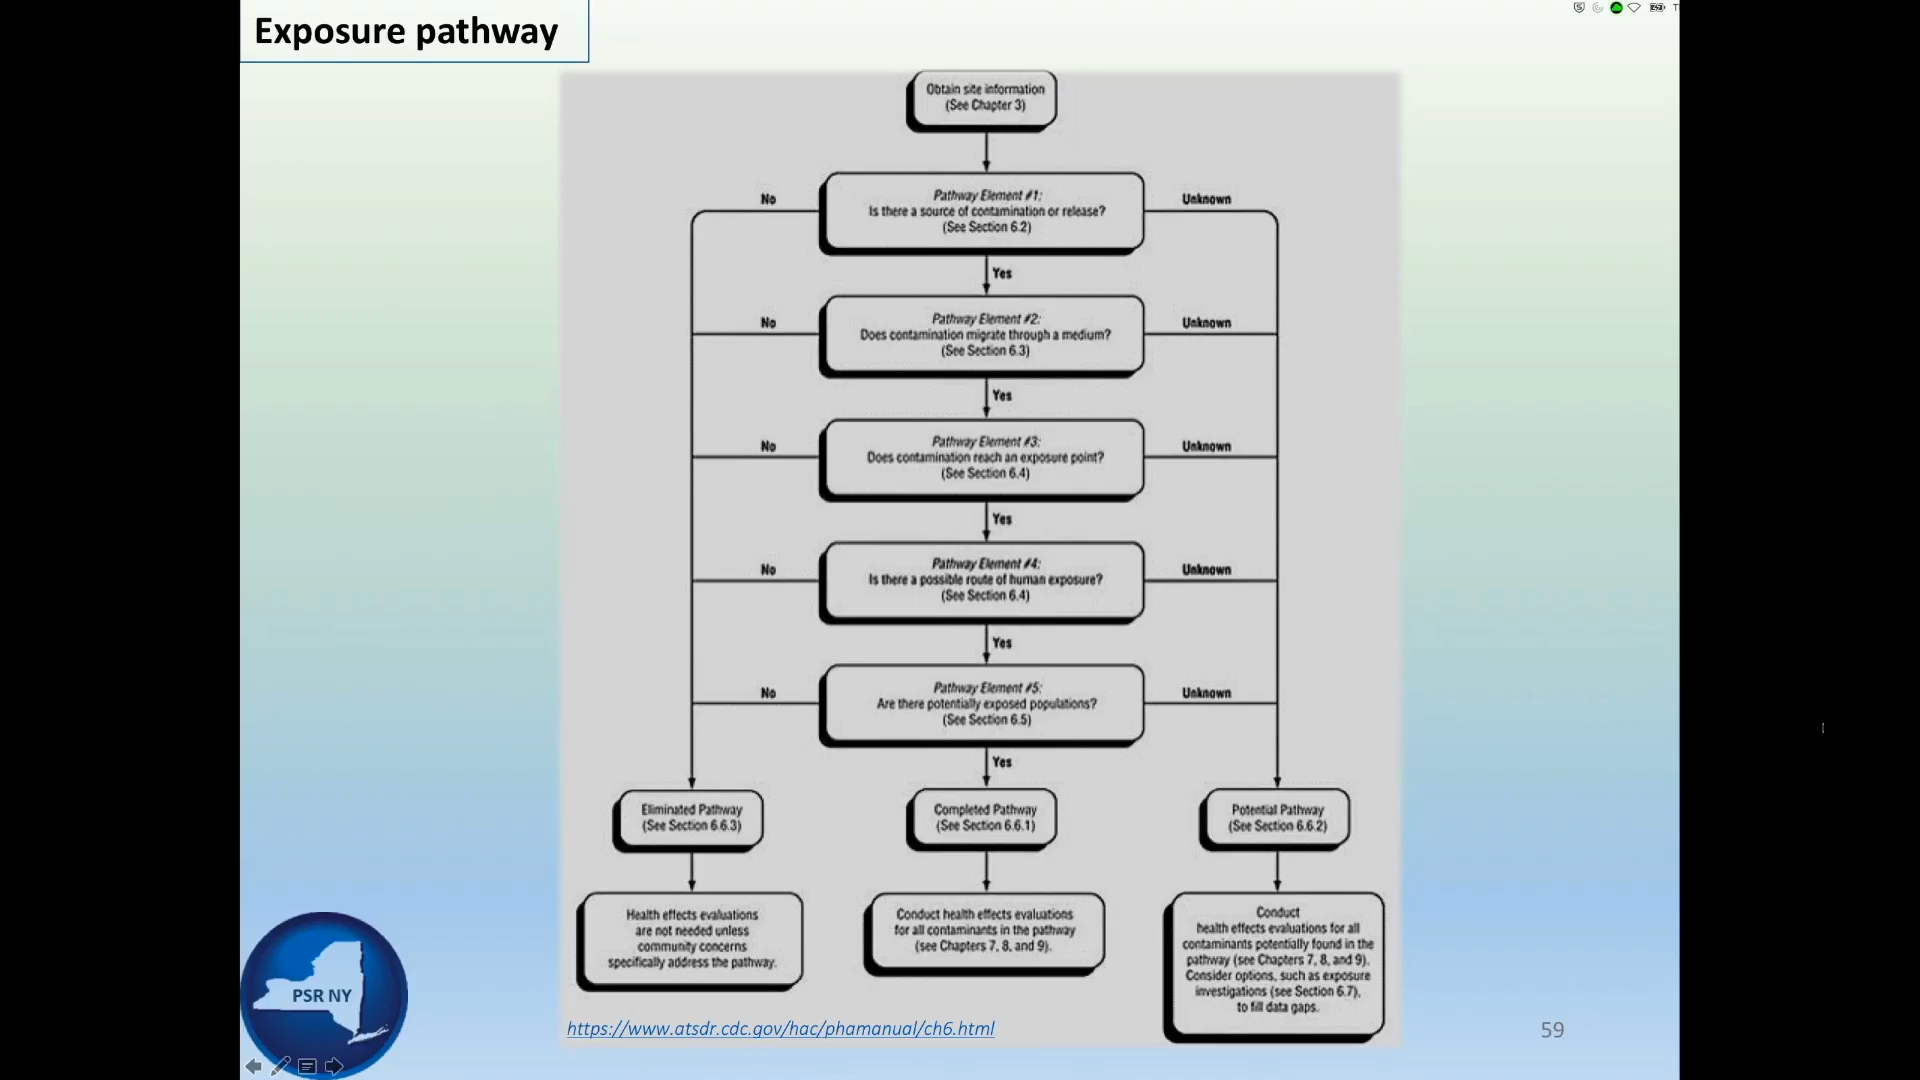 Exposure pathway
Obtain site information
(See Chapter 3)
No
Pathway Element #1:
Is there a source of contamination or release?
(See Section 6.2)
Unknown
Yes
No
Pathway Element #2:
Does contamination migrate through a medium?
(See Section 6.3)
Unknown
Yes
No
Pathway Element #3:
Does contamination reach an exposure point?
(See Section 6.4)
Unknown
Yes
No
Pathway Element #4:
Is there a possible route of human exposure?
(See Section 6.4)
Unknown
Yes
No
Pathway Element #5:
Are there potentially exposed populations?
(See Section 6.5)
Unknown
Yes
Eliminated Pathway
(See Section 6.6.3)
Completed Pathway
(See Section 6.6.1)
Potential Pathway
(See Section 6.6.2)
Health effects evaluations
are not needed unless
community concerns
specifically address the pathway.
Conduct health effects evaluations
for all contaminants in the pathway
(see Chapters 7, 8, and 9).
Conduct
health effects evaluations for all
contaminants potentially found in the
pathway (see Chapters 7, 8, and 9).
Consider options, such as exposure
investigations (see Section 6.7),
to fill data gaps.
PSR NY
https://www.atsdr.cdc.gov/hac/phamanual/ch6.html
59